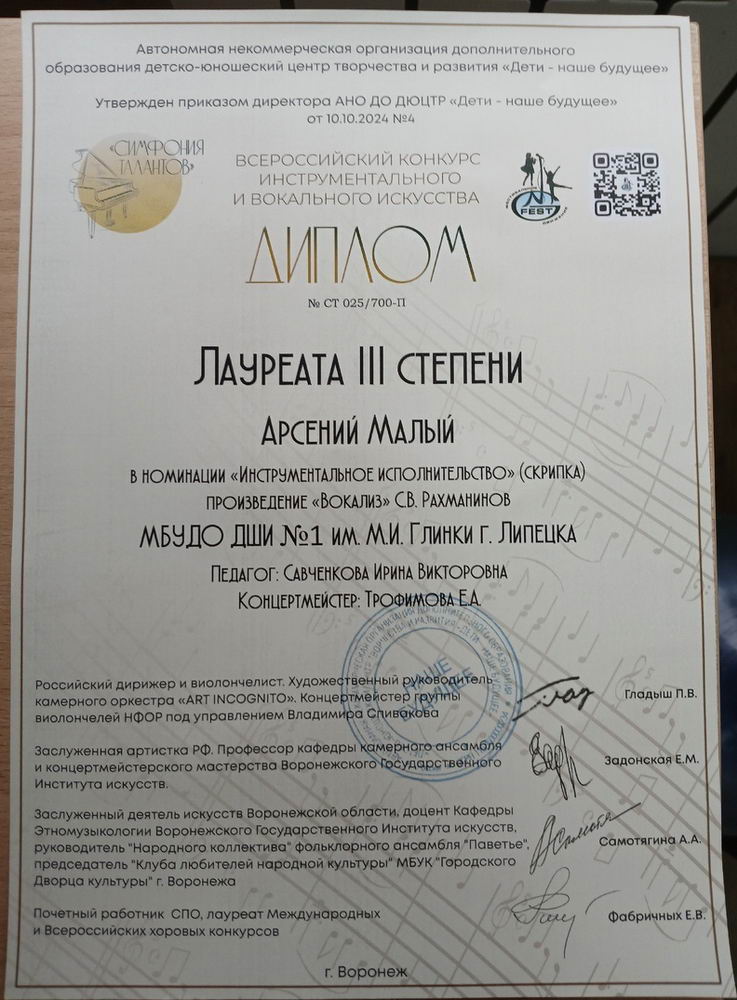 Автономная некоммерческая организация дополнительного
образования детско-юношеский центр творчества и развития «Дети - наше будущее»
Утвержден приказом директора АНО ДО ДЮЦТР «Дети - наше будущее»
от 10.10.2024 №4
«СИМФОНИЯ
ТАЛАНТОВ»
ВСЕРОССИЙСКИЙ КОНКУРС
ИНСТРУМЕНТАЛЬНОГО
И ВОКАЛЬНОГО ИСКУССТВА
N
FEST
ДИПЛОМ
№ СТ 025/700-П
Лауреата III степени
Арсений Малый
в номинации «Инструментальное исполнительство» (скрипка)
произведение «Вокализ» С.В. Рахманинов
МБУДО ДШИ №1 им. М.И. Глинки г. Липецка
Педагог: Савченкова Ирина Викторовна
Концертмейстер: Трофимова Е.А.
НАШЕ
БУДУЩЕЕ
Российский дирижер и виолончелист. Художественный руководитель
камерного оркестра «ART INCOGNITO». Концертмейстер группы
виолончелей НФОР под управлением Владимира Спивакова
Гладыш П.В.
Заслуженная артистка РФ. Профессор кафедры камерного ансамбля
и концертмейстерского мастерства Воронежского Государственного
Института искусств.
Задонская Е.М.
Заслуженный деятель искусств Воронежской области, доцент Кафедры
Этномузыкологии Воронежского Государственного Института искусств,
руководитель "Народного коллектива" фольклорного ансамбля "Паветье",
председатель "Клуба любителей народной культуры" МБУК "Городского
Дворца культуры" г. Воронежа
Самотягина А.А.
Почетный работник СПО, лауреат Международных
и Всероссийских хоровых конкурсов
Фабричных Е.В.
г. Воронеж